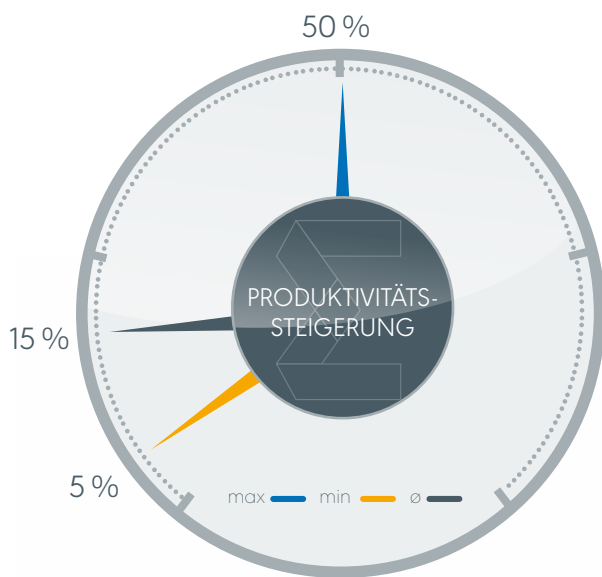 50 %
PRODUKTIVITÄTS-
STEIGERUNG
15 %
5 %
max min ø